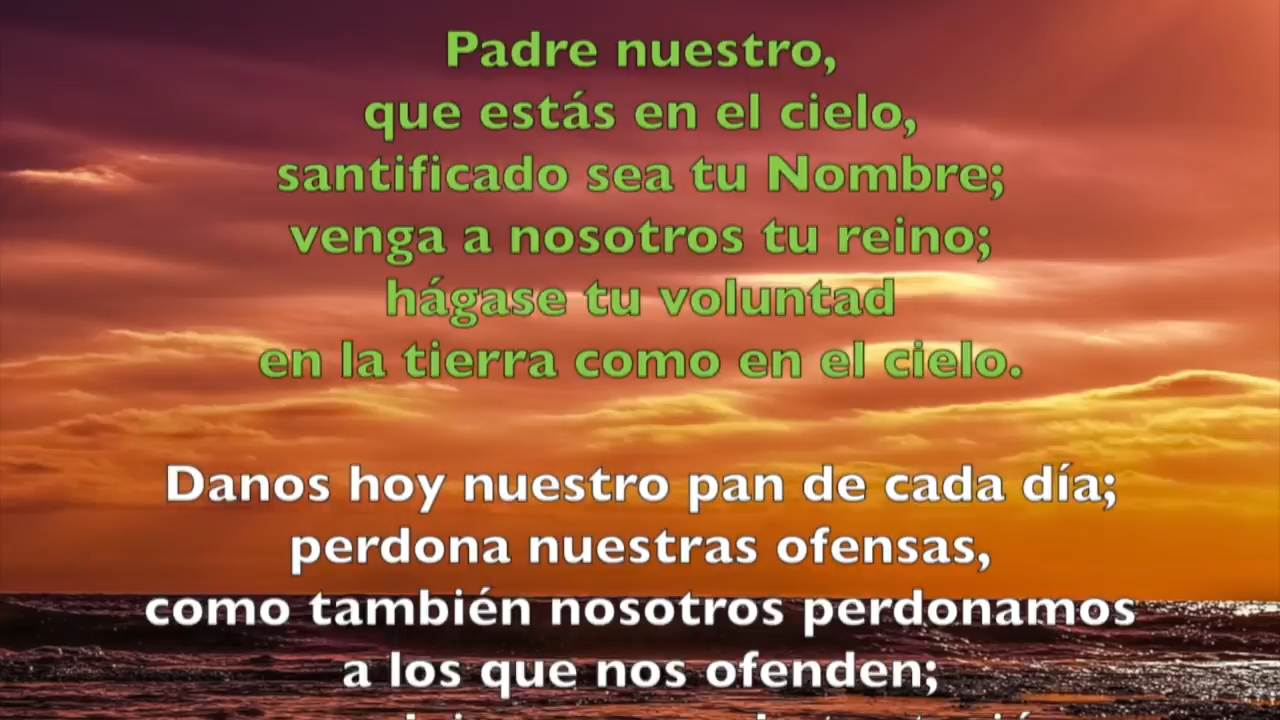 Padre nuestro,
que estás en el cielo,
santificado sea tu Nombre;
venga a nosotros tu reino;
hágase tu voluntad
en la tierra como en el cielo.
Danos hoy nuestro pan de cada día;
perdona nuestras ofensas,
como también nosotros perdonamos
a los que nos ofenden;